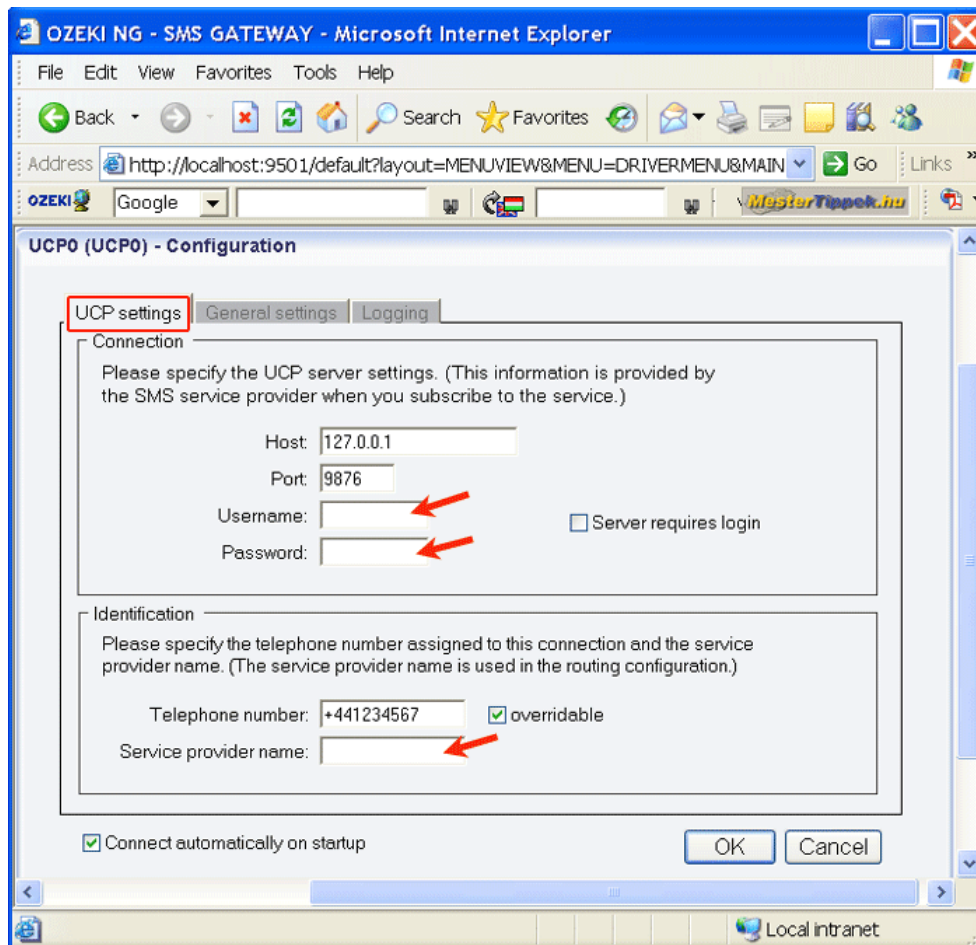 OZEKI NG - SMS GATEWAY - Microsoft Internet Explorer
File Edit View Favorites Tools Help
Back Search Favorites
Address http://localhost:9501/default?layout=MENUVIEW&MENU=DRIVERMENU&MAIN Go Links »
OZEKI Google MesterTippek.hu
UCP0 (UCP0) - Configuration
UCP settings General settings Logging
Connection
Please specify the UCP server settings. (This information is provided by
the SMS service provider when you subscribe to the service.)
Host: 127.0.0.1
Port: 9876
Username:
Server requires login
Password:
Identification
Please specify the telephone number assigned to this connection and the service
provider name. (The service provider name is used in the routing configuration.)
Telephone number: +441234567 overridable
Service provider name:
Connect automatically on startup OK Cancel
Local intranet